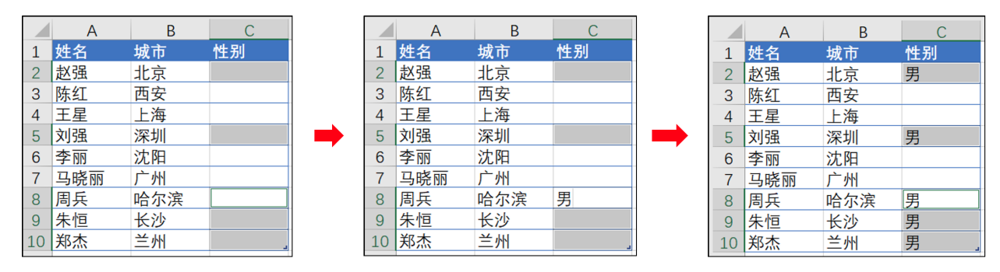 A B C
1 姓名 城市 性别
2 赵强 北京
3 陈红 西安
4 王星 上海
5 刘强 深圳
6 李丽 沈阳
7 马晓丽 广州
8 周兵 哈尔滨
9 朱恒 长沙
10 郑杰 兰州
A B C
1 姓名 城市 性别
2 赵强 北京
3 陈红 西安
4 王星 上海
5 刘强 深圳
6 李丽 沈阳
7 马晓丽 广州
8 周兵 哈尔滨 男
9 朱恒 长沙
10 郑杰 兰州
A B C
1 姓名 城市 性别
2 赵强 北京 男
3 陈红 西安
4 王星 上海
5 刘强 深圳 男
6 李丽 沈阳
7 马晓丽 广州
8 周兵 哈尔滨 男
9 朱恒 长沙 男
10 郑杰 兰州 男